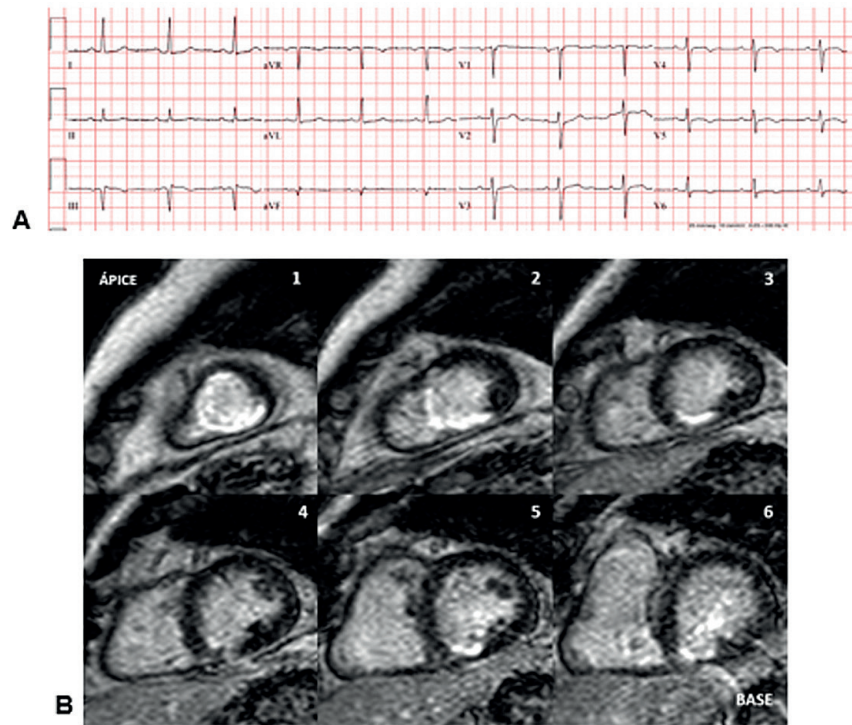 I aVR V1 V4
II aVL V2 V5
III aVF V3 V6
A
ÁPICE 1 2 3
4 5 6
BASE
B